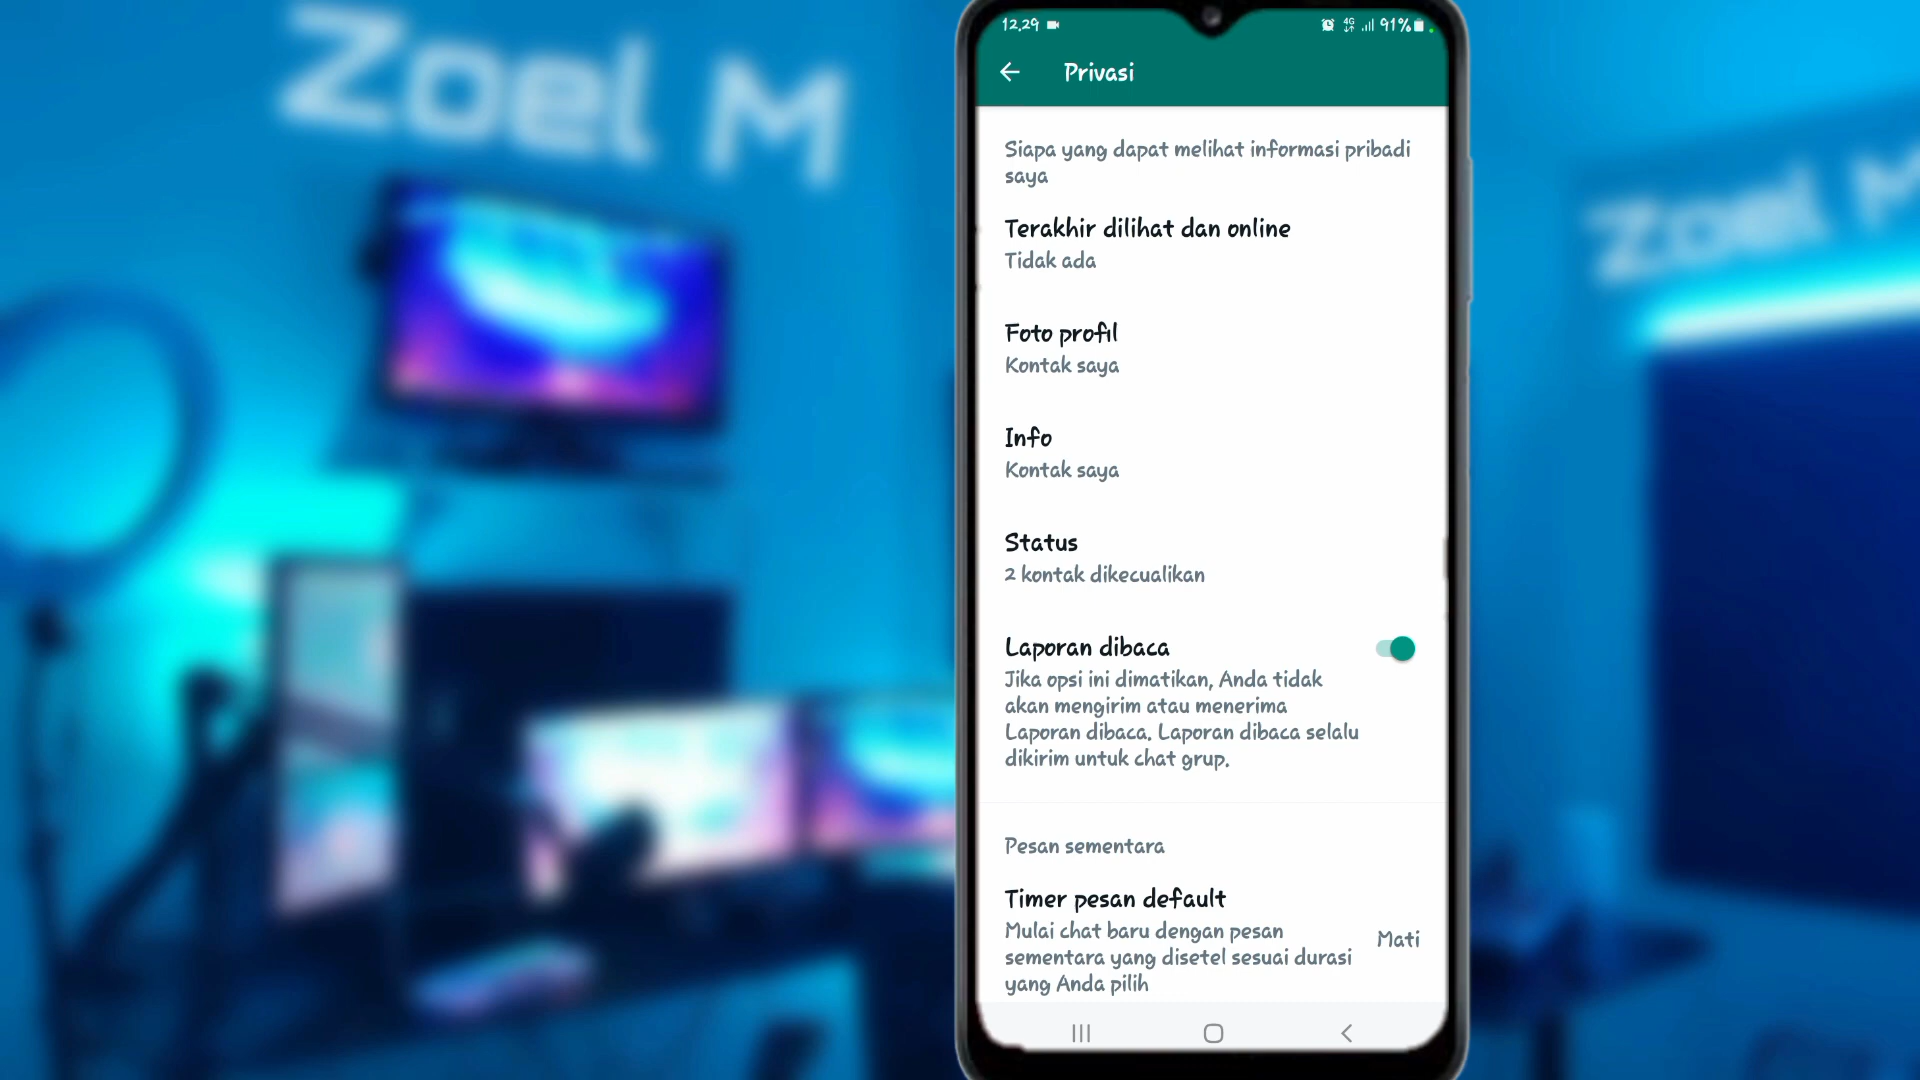 Zoel M
Zoel M
12.29
4G
91%
Privasi
Siapa yang dapat melihat informasi pribadi
saya
Terakhir dilihat dan online
Tidak ada
Foto profil
Kontak saya
Info
Kontak saya
Status
2 kontak dikecualikan
Laporan dibaca
Jika opsi ini dimatikan, Anda tidak
akan mengirim atau menerima
Laporan dibaca. Laporan dibaca selalu
dikirim untuk chat grup.
Pesan sementara
Timer pesan default
Mulai chat baru dengan pesan
sementara yang disetel sesuai durasi
yang Anda pilih
Mati